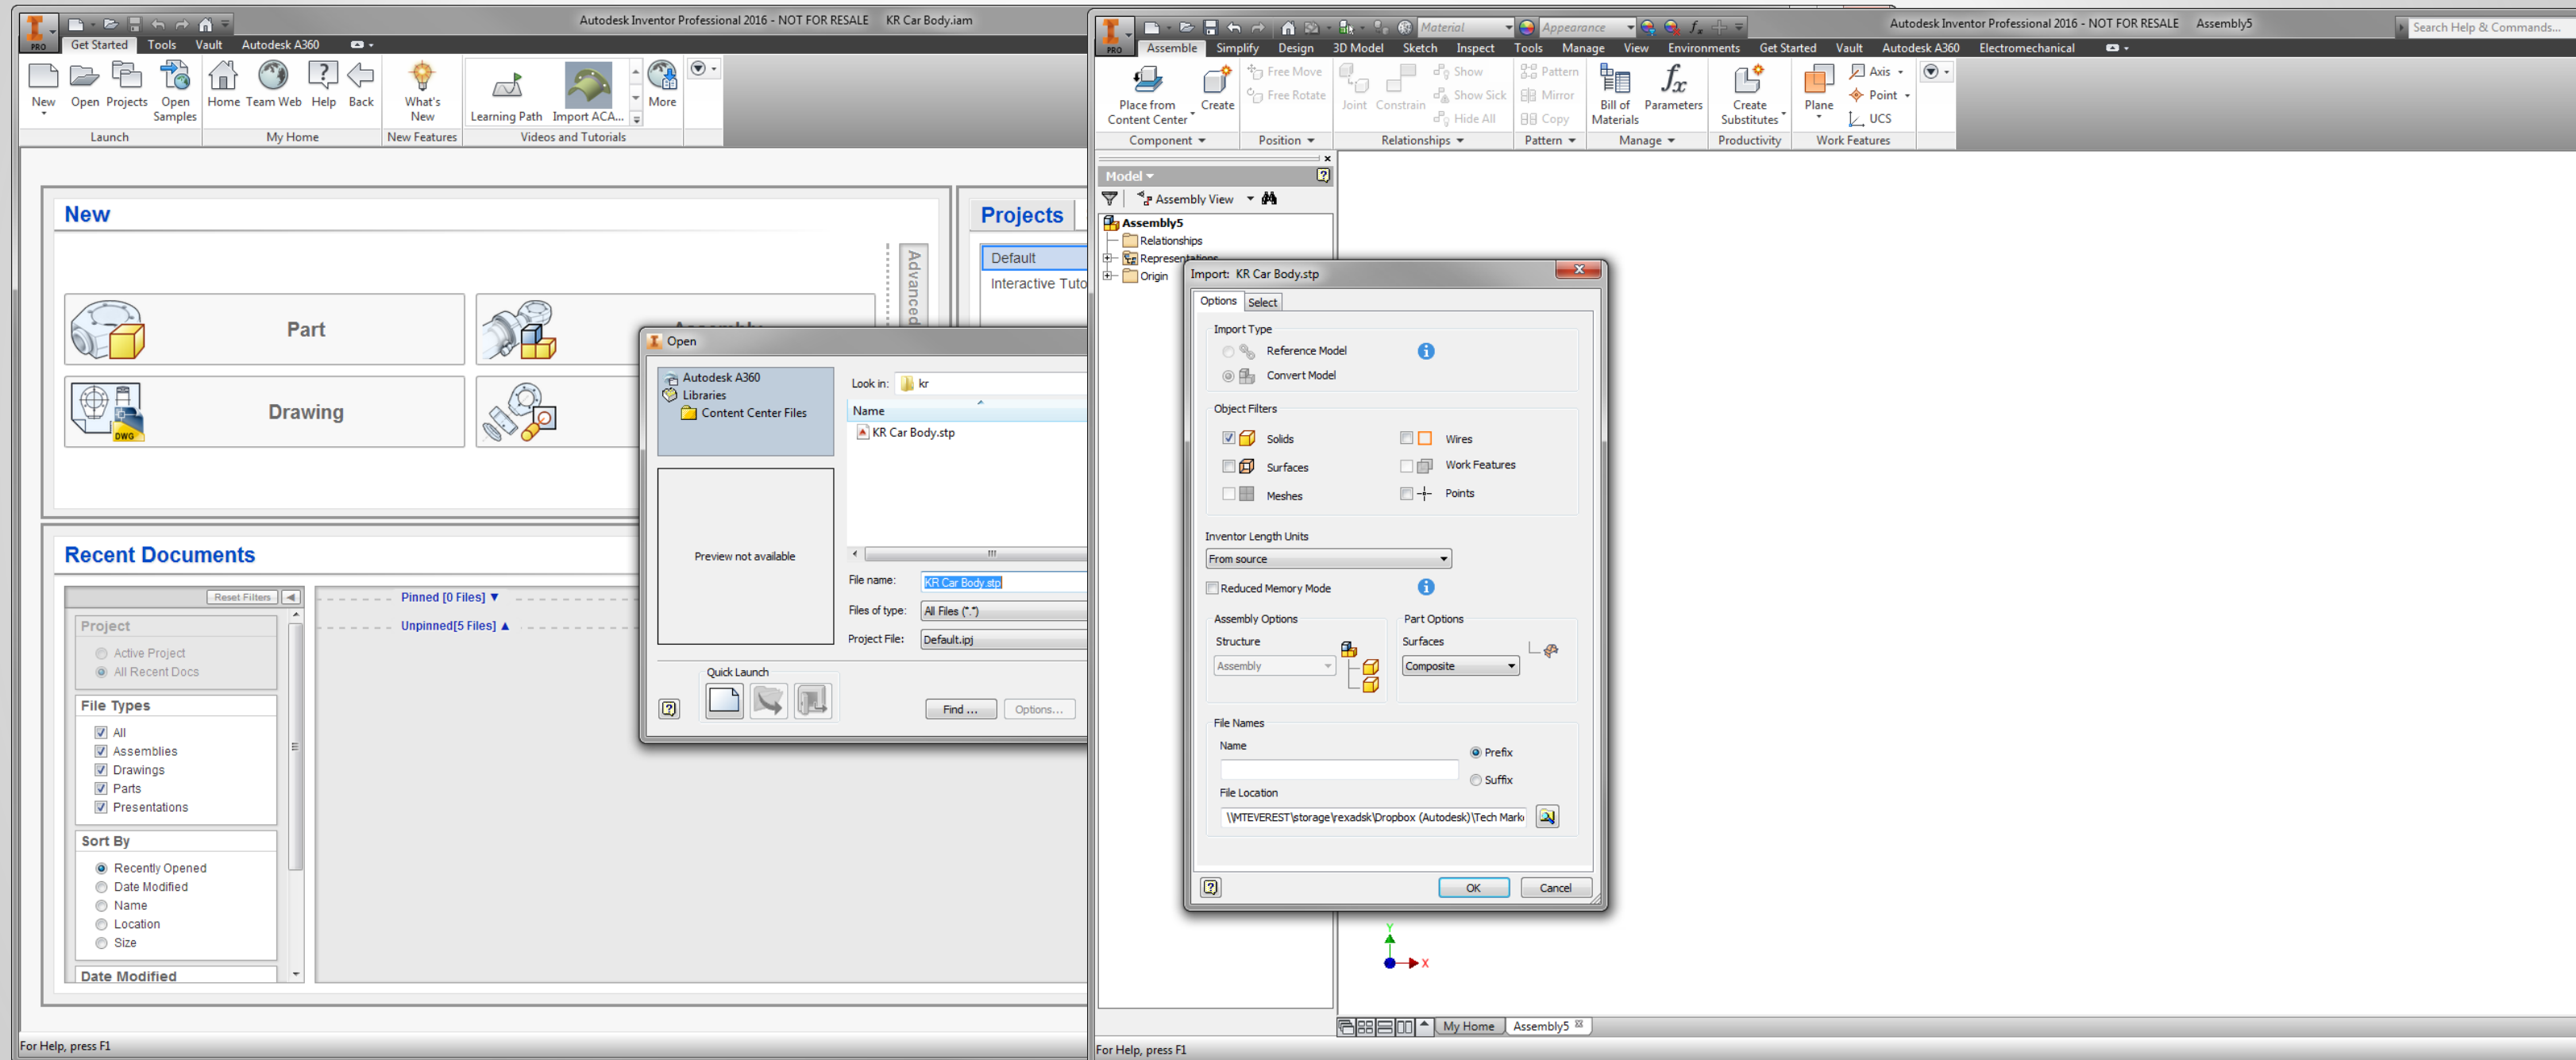 Autodesk Inventor Professional 2016 - NOT FOR RESALE KR Car Body.iam
PRO
Get Started Tools Vault Autodesk A360
New Open Projects Open Samples Home Team Web Help Back What's New Learning Path Import ACA... More
Launch My Home New Features Videos and Tutorials
New
Part
Drawing
DWG
Advanced
Projects
Default
Interactive Tuto
Recent Documents
Reset Filters
Project
Active Project
All Recent Docs
File Types
All
Assemblies
Drawings
Parts
Presentations
Sort By
Recently Opened
Date Modified
Name
Location
Size
Date Modified
Pinned [0 Files]
Unpinned[5 Files]
For Help, press F1
Open
Autodesk A360
Libraries
Content Center Files
Preview not available
Look in: kr
Name
KR Car Body.stp
File name: KR Car Body.stp
Files of type: All Files (*.*)
Project File: Default.ipj
Quick Launch
Find ... Options...
Material Appearance Autodesk Inventor Professional 2016 - NOT FOR RESALE Assembly5 Search Help & Commands...
PRO
Assemble Simplify Design 3D Model Sketch Inspect Tools Manage View Environments Get Started Vault Autodesk A360 Electromechanical
Place from Content Center Create
Free Move
Free Rotate
Joint Constrain
Show
Show Sick
Hide All
Pattern
Mirror
Copy
Bill of Materials Parameters
Create Substitutes
Plane
Axis
Point
UCS
Component Position Relationships Pattern Manage Productivity Work Features
Model
Assembly View
Assembly5
Relationships
Representations
Origin
Import: KR Car Body.stp
Options Select
Import Type
Reference Model
Convert Model
Object Filters
Solids Wires
Surfaces Work Features
Meshes Points
Inventor Length Units
From source
Reduced Memory Mode
Assembly Options Part Options
Structure Surfaces
Assembly Composite
File Names
Name
Prefix
Suffix
File Location
\\MTEVEREST\storage\rexadsk\Dropbox (Autodesk)\Tech Mark
OK Cancel
Y
X
My Home Assembly5
For Help, press F1